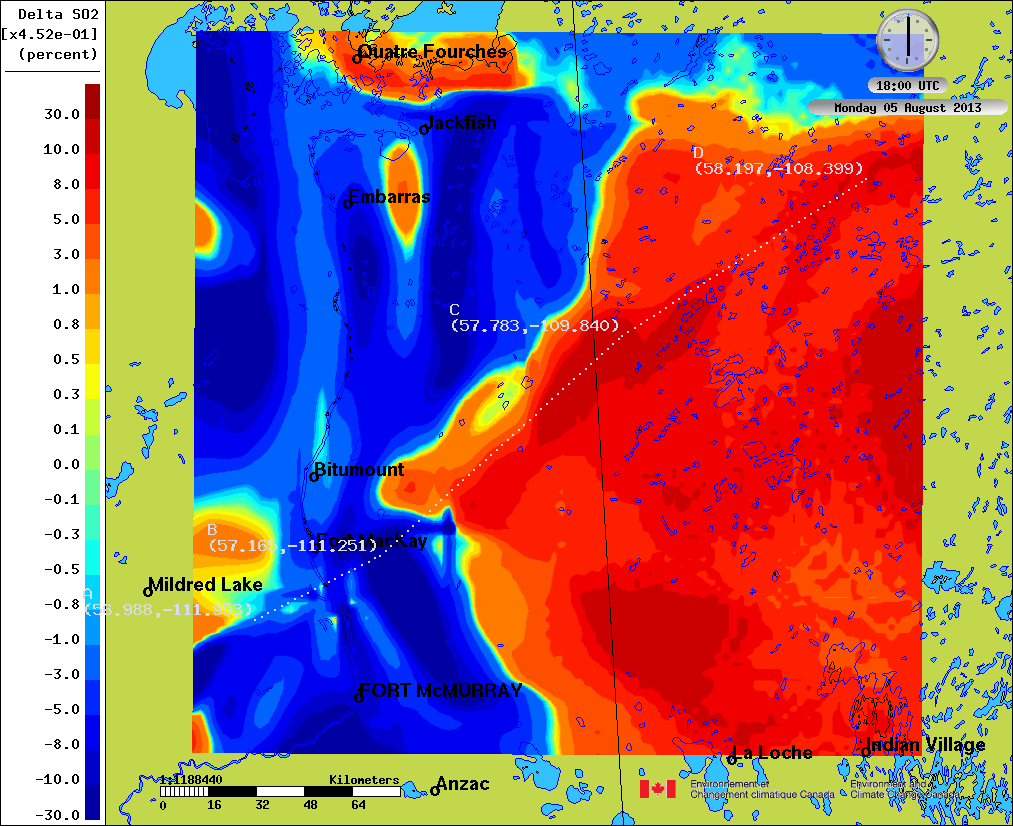 Delta SO2
[x4.52e-01]
(percent)
30.0
10.0
8.0
5.0
3.0
1.0
0.8
0.5
0.3
0.1
0.0
-0.1
-0.3
-0.5
-0.8
-1.0
-3.0
-5.0
-8.0
-10.0
-30.0
18:00 UTC
Monday 05 August 2013
Quatre Fourches
Jackfish
D
(58.197,-108.399)
Embarras
C
(57.783,-109.840)
Bitumount
B
Fort MacKay
(57.165,-111.251)
Mildred Lake
A
FORT McMURRAY
La Loche
Indian Village
Anzac
1:1188440
Kilometers
0 16 32 48 64
Environnement et
Changement climatique Canada
Environment and
Climate Change Canada